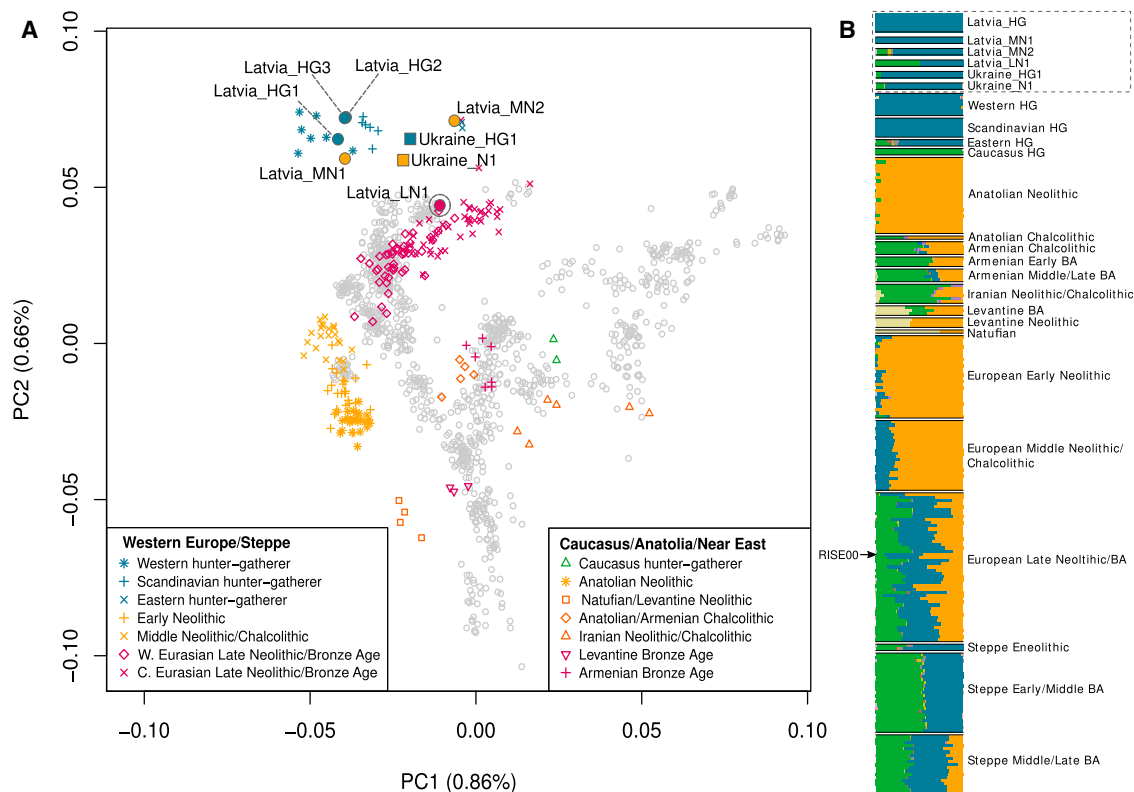 A
0.10
0.05
0.00
−0.05
−0.10
PC2 (0.66%)
Latvia_HG3
Latvia_HG2
Latvia_HG1
Latvia_MN2
Ukraine_HG1
Ukraine_N1
Latvia_MN1
Latvia_LN1
Western Europe/Steppe
Western hunter−gatherer
Scandinavian hunter−gatherer
Eastern hunter−gatherer
Early Neolithic
Middle Neolithic/Chalcolithic
W. Eurasian Late Neolithic/Bronze Age
C. Eurasian Late Neolithic/Bronze Age
Caucasus/Anatolia/Near East
Caucasus hunter−gatherer
Anatolian Neolithic
Natufian/Levantine Neolithic
Anatolian/Armenian Chalcolithic
Iranian Neolithic/Chalcolithic
Levantine Bronze Age
Armenian Bronze Age
−0.10
−0.05
0.00
0.05
0.10
PC1 (0.86%)
B
Latvia_HG
Latvia_MN1
Latvia_MN2
Latvia_LN1
Ukraine_HG1
Ukraine_N1
Western HG
Scandinavian HG
Eastern HG
Caucasus HG
Anatolian Neolithic
Anatolian Chalcolithic
Armenian Chalcolithic
Armenian Early BA
Armenian Middle/Late BA
Iranian Neolithic/Chalcolithic
Levantine BA
Levantine Neolithic
Natufian
European Early Neolithic
European Middle Neolithic/
Chalcolithic
RISE00
European Late Neoltihic/BA
Steppe Eneolithic
Steppe Early/Middle BA
Steppe Middle/Late BA